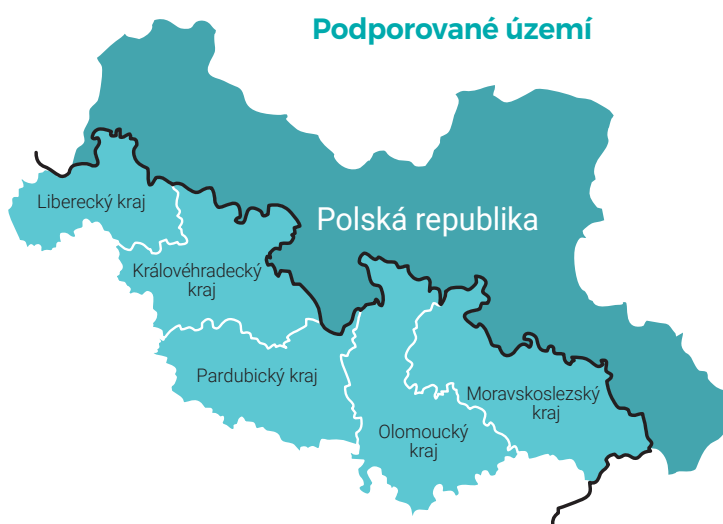 Podporované území
Liberecký kraj
Polská republika
Královéhradecký
kraj
Pardubický kraj
Moravskoslezský
kraj
Olomoucký
kraj